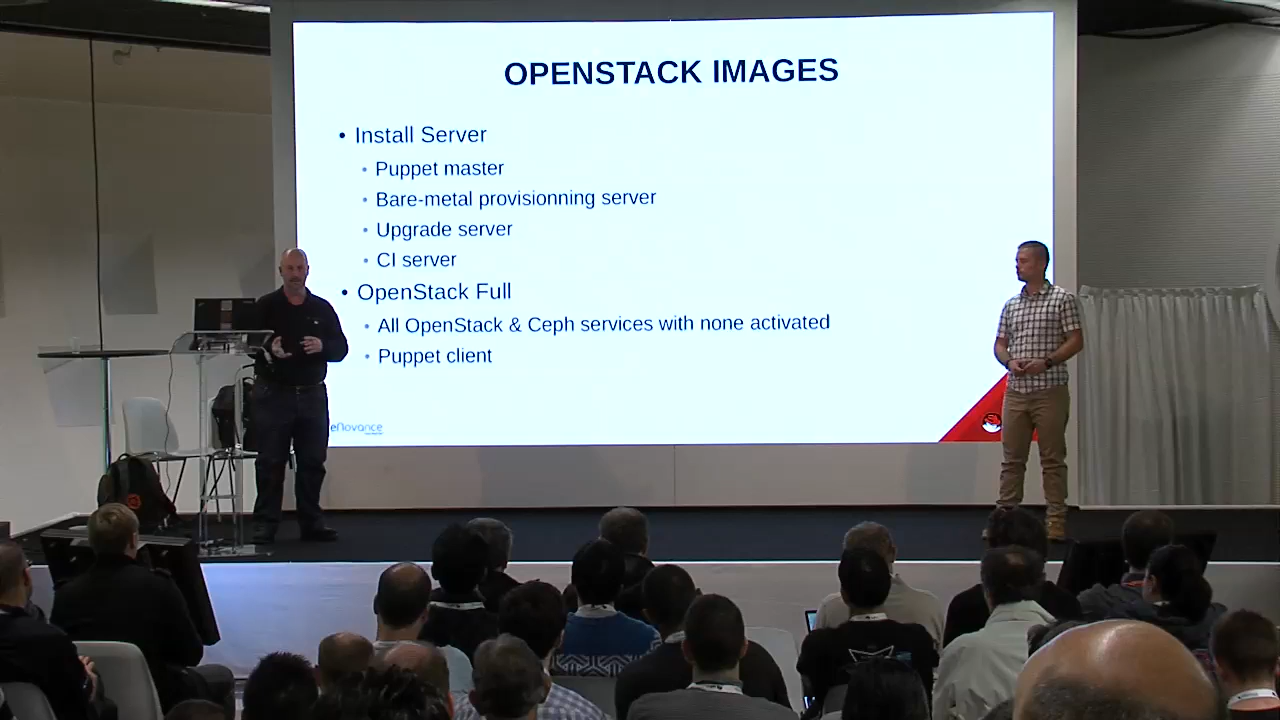 OPENSTACK IMAGES
• Install Server
• Puppet master
• Bare-metal provisionning server
• Upgrade server
• CI server
• OpenStack Full
• All OpenStack & Ceph services with none activated
• Puppet client
eNovance